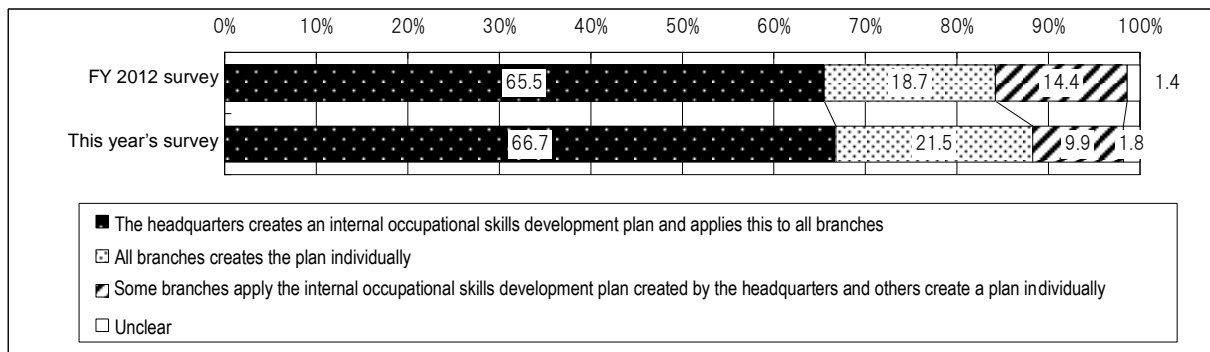 0% 10% 20% 30% 40% 50% 60% 70% 80% 90% 100%
FY 2012 survey 65.5 18.7 14.4 1.4
This year's survey 66.7 21.5 9.9 1.8
The headquarters creates an internal occupational skills development plan and applies this to all branches
All branches creates the plan individually
Some branches apply the internal occupational skills development plan created by the headquarters and others create a plan individually
Unclear